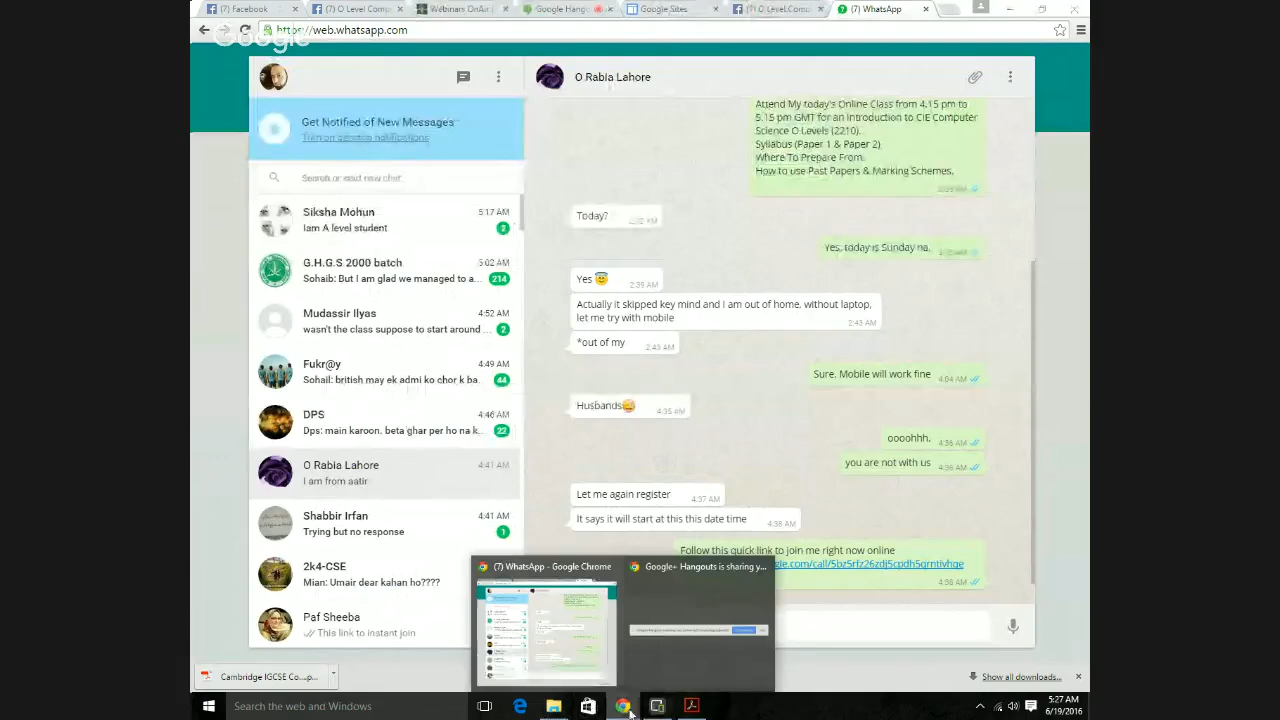 Facebook
(7) O Level Comp
Webinars OnAir
Google Hang
Google Sites
(7) O Level Comp
(7) WhatsApp
https://web.whatsapp.com
Google
O Rabia Lahore
Get Notified of New Messages
Turn on desktop notifications
Search or start new chat
Siksha Mohun 5:17 AM
Iam A level student
G.H.G.S 2000 batch 5:02 AM
Sohaib: But I am glad we managed to a... 214
Mudassir Ilyas 4:52 AM
wasn't the class suppose to start around ... 2
Fukr@y 4:49 AM
Sohail: british may ek admi ko chor k ba... 44
DPS 4:46 AM
Dps: main karoon. beta ghar per ho na k... 22
O Rabia Lahore 4:41 AM
I am from aatir
Shabbir Irfan 4:41 AM
Trying but no response 1
2k4-CSE
Mian: Umair dear kahan ho????
Paf Sheeba
This link to instant join
Attend My today's Online Class from 4.15 pm to
5.15 pm GMT for an Introduction to CIE Computer
Science O Levels (2210).
Syllabus (Paper 1 & Paper 2)
Where To Prepare From.
How to use Past Papers & Marking Schemes.
Today?
Yes, today is Sunday na.
Yes 2:39 AM
Actually it skipped key mind and I am out of home, without laptop,
let me try with mobile 2:43 AM
*out of my 2:43 AM
Sure. Mobile will work fine 4:04 AM
Husbands 4:35 AM
ooohhh. 4:36 AM
you are not with us 4:36 AM
Let me again register 4:37 AM
It says it will start at this this date time 4:38 AM
Follow this quick link to join me right now online
gle.com/call/5bz5rfz26zdj5cpdh5qrntivhqe
4:38 AM
(7) WhatsApp - Google Chrome
Google+ Hangouts is sharing y...
Cambridge IGCSE Co....p...
Show all downloads...
Search the web and Windows
5:27 AM
6/19/2016